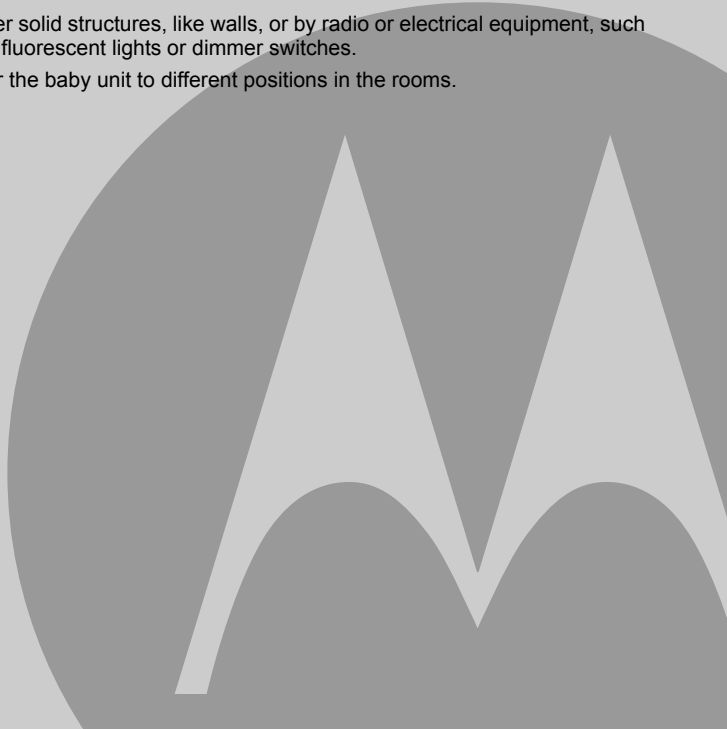 er solid structures, like walls, or by radio or electrical equipment, such
fluorescent lights or dimmer switches.
r the baby unit to different positions in the rooms.